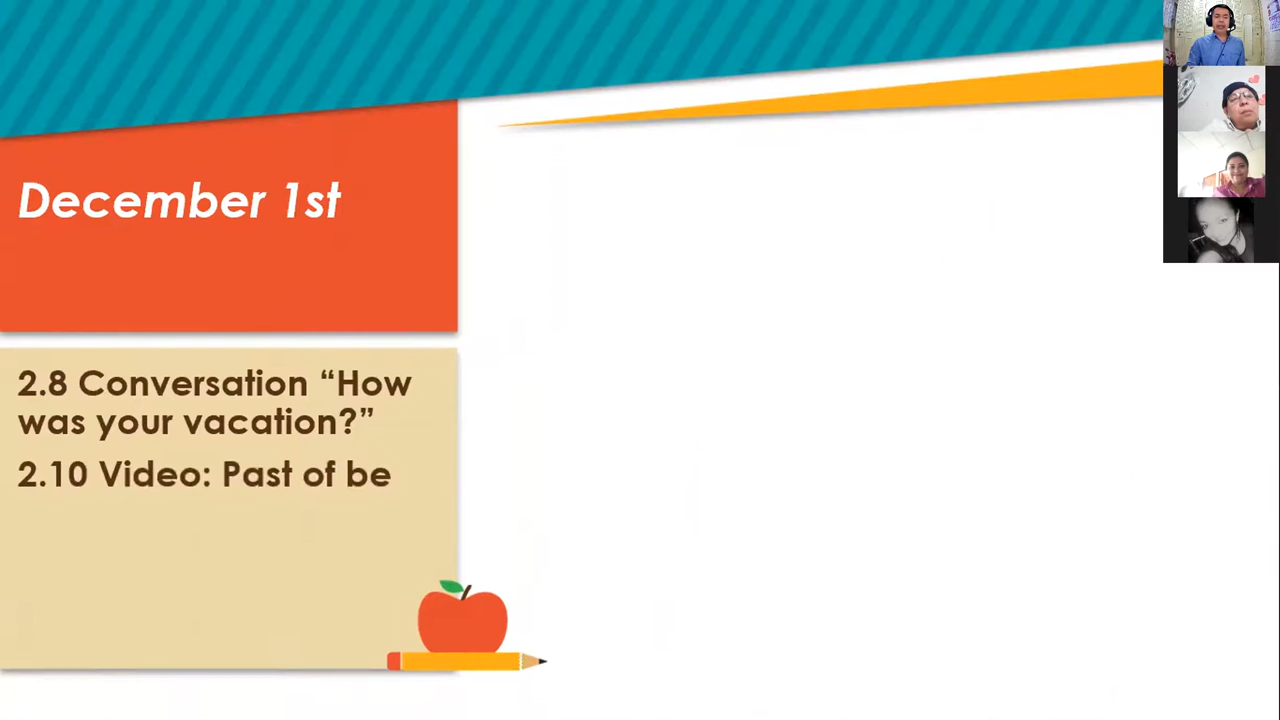 December 1st
2.8 Conversation “How
was your vacation?”
2.10 Video: Past of be